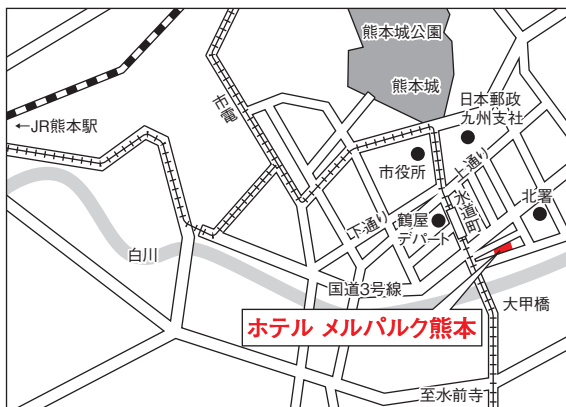 熊本城公園
熊本城
日本郵政
九州支社
市電
←JR熊本駅
市役所
上通り
北署
水道町
鶴屋
デパート
下通り
白川
国道3号線
大甲橋
ホテル メルパルク熊本
至水前寺